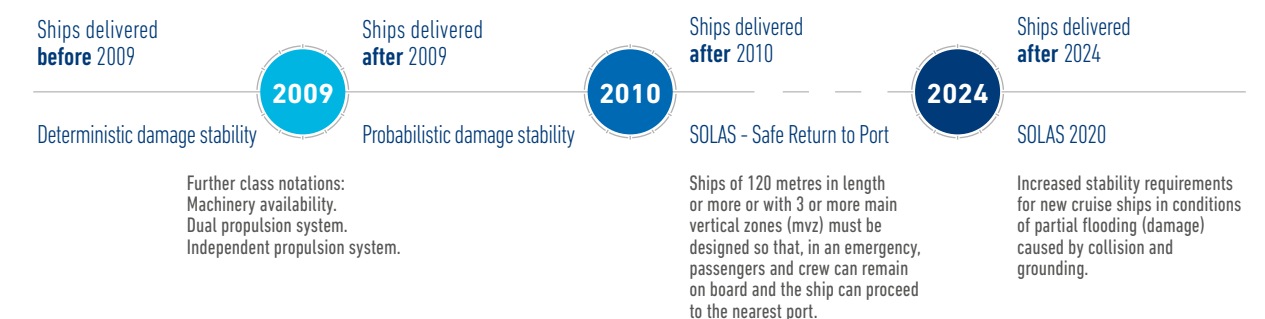 Ships delivered
before 2009
2009
Deterministic damage stability
Further class notations:
Machinery availability.
Dual propulsion system.
Independent propulsion system.
Ships delivered
after 2009
Probabilistic damage stability
2010
Ships delivered
after 2010
SOLAS - Safe Return to Port
Ships of 120 metres in length
or more or with 3 or more main
vertical zones (mvz) must be
designed so that, in an emergency,
passengers and crew can remain
on board and the ship can proceed
to the nearest port.
2024
Ships delivered
after 2024
SOLAS 2020
Increased stability requirements
for new cruise ships in conditions
of partial flooding (damage)
caused by collision and
grounding.